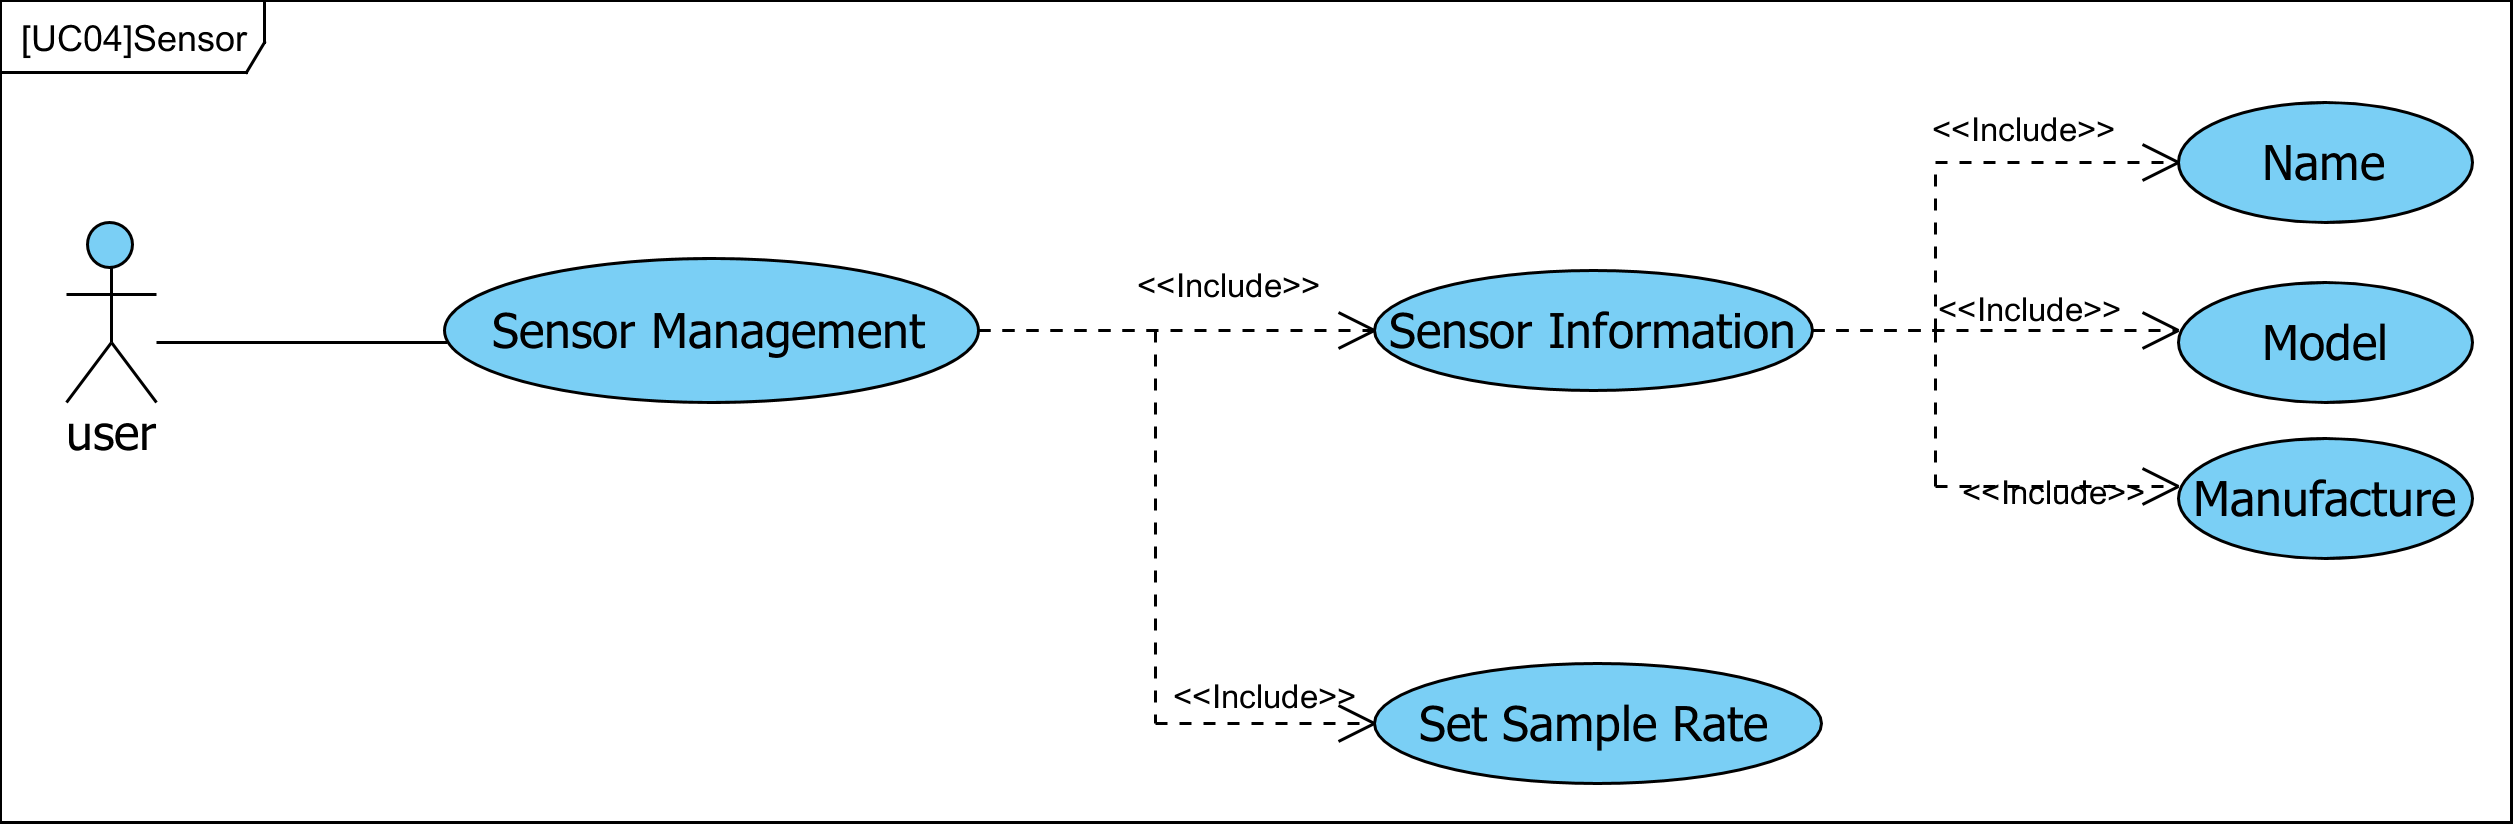 [UC04]Sensor
<<Include>>
Name
<<Include>>
<<Include>>
Sensor Management
Sensor Information
Model
user
<<Include>>
Manufacture
<<Include>>
Set Sample Rate